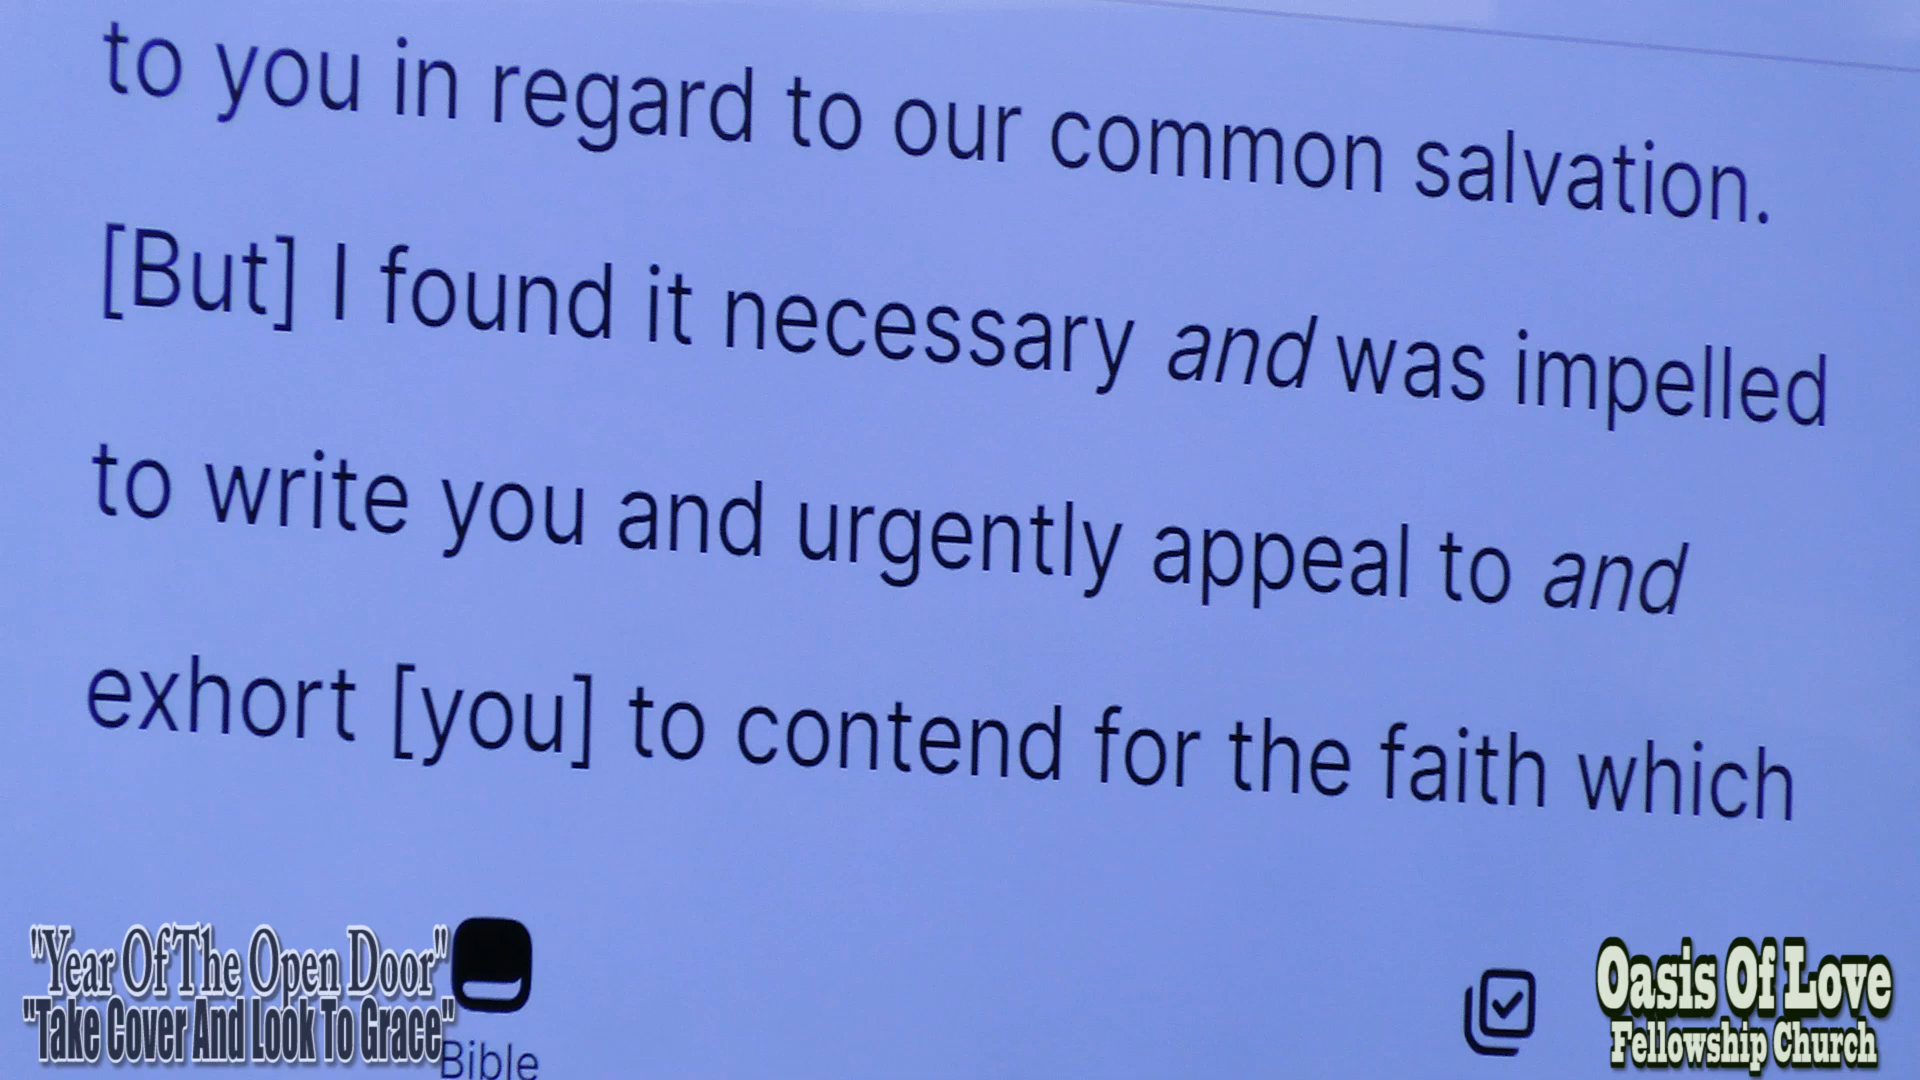 to you in regard to our common salvation.
[But] I found it necessary and was impelled
to write you and urgently appeal to and
exhort [you] to contend for the faith which
"Year Of The Open Door"
"Take Cover And Look To Grace"
Bible
Oasis Of Love
Fellowship Church